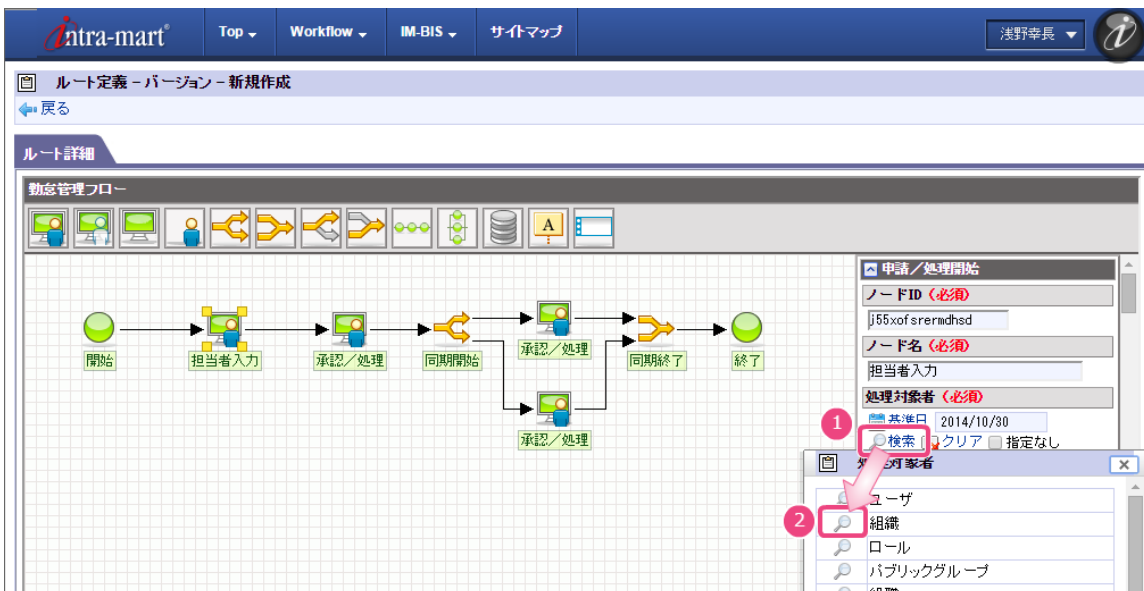 intra-mart®
Top
Workflow
IM-BIS
サイトマップ
浅野幸長
ルート定義 - バージョン - 新規作成
戻る
ルート詳細
勤怠管理フロー
A
申請/処理開始
ノードID (必須)
j55xofsrermdhsd
ノード名 (必須)
担当者入力
処理対象者 (必須)
基準日 2014/10/30
1
検索 クリア 指定なし
開始
担当者入力
承認/処理
同期開始
承認/処理
同期終了
終了
承認/処理
処理対象者
ユーザ
2
組織
ロール
パブリックグループ